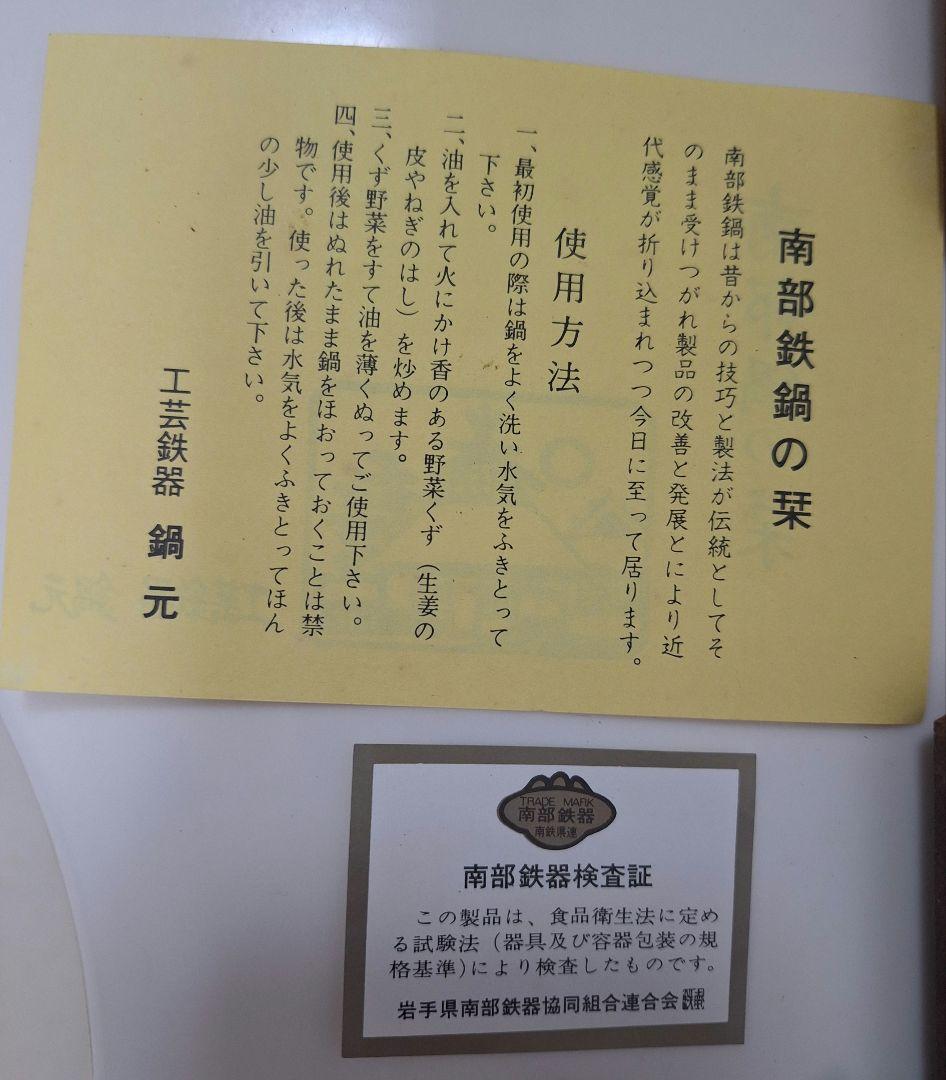 南部鉄鍋の栞
南部鉄鍋は昔からの技巧と製法が伝統としてそ
のまま受けつがれ製品の改善と発展とにより近
代感覚が折り込まれつつ今日に至って居ります。
使用方法
一、最初使用の際は鍋をよく洗い水気をふきとって
下さい。
二、油を入れて火にかけ香のある野菜くず（生姜の
皮やねぎのはし）を炒めます。
三、くず野菜をすて油を薄くぬってご使用下さい。
四、使用後はぬれたまま鍋をほおっておくことは禁
物です。使った後は水気をよくふきとってほん
の少し油を引いて下さい。
工芸鉄器 鍋元
TRADE MARK
南部鉄器
南鉄県連
南部鉄器検査証
この製品は、食品衛生法に定め
る試験法（器具及び容器包装の規
格基準）により検査したものです。
岩手県南部鉄器協同組合連合会